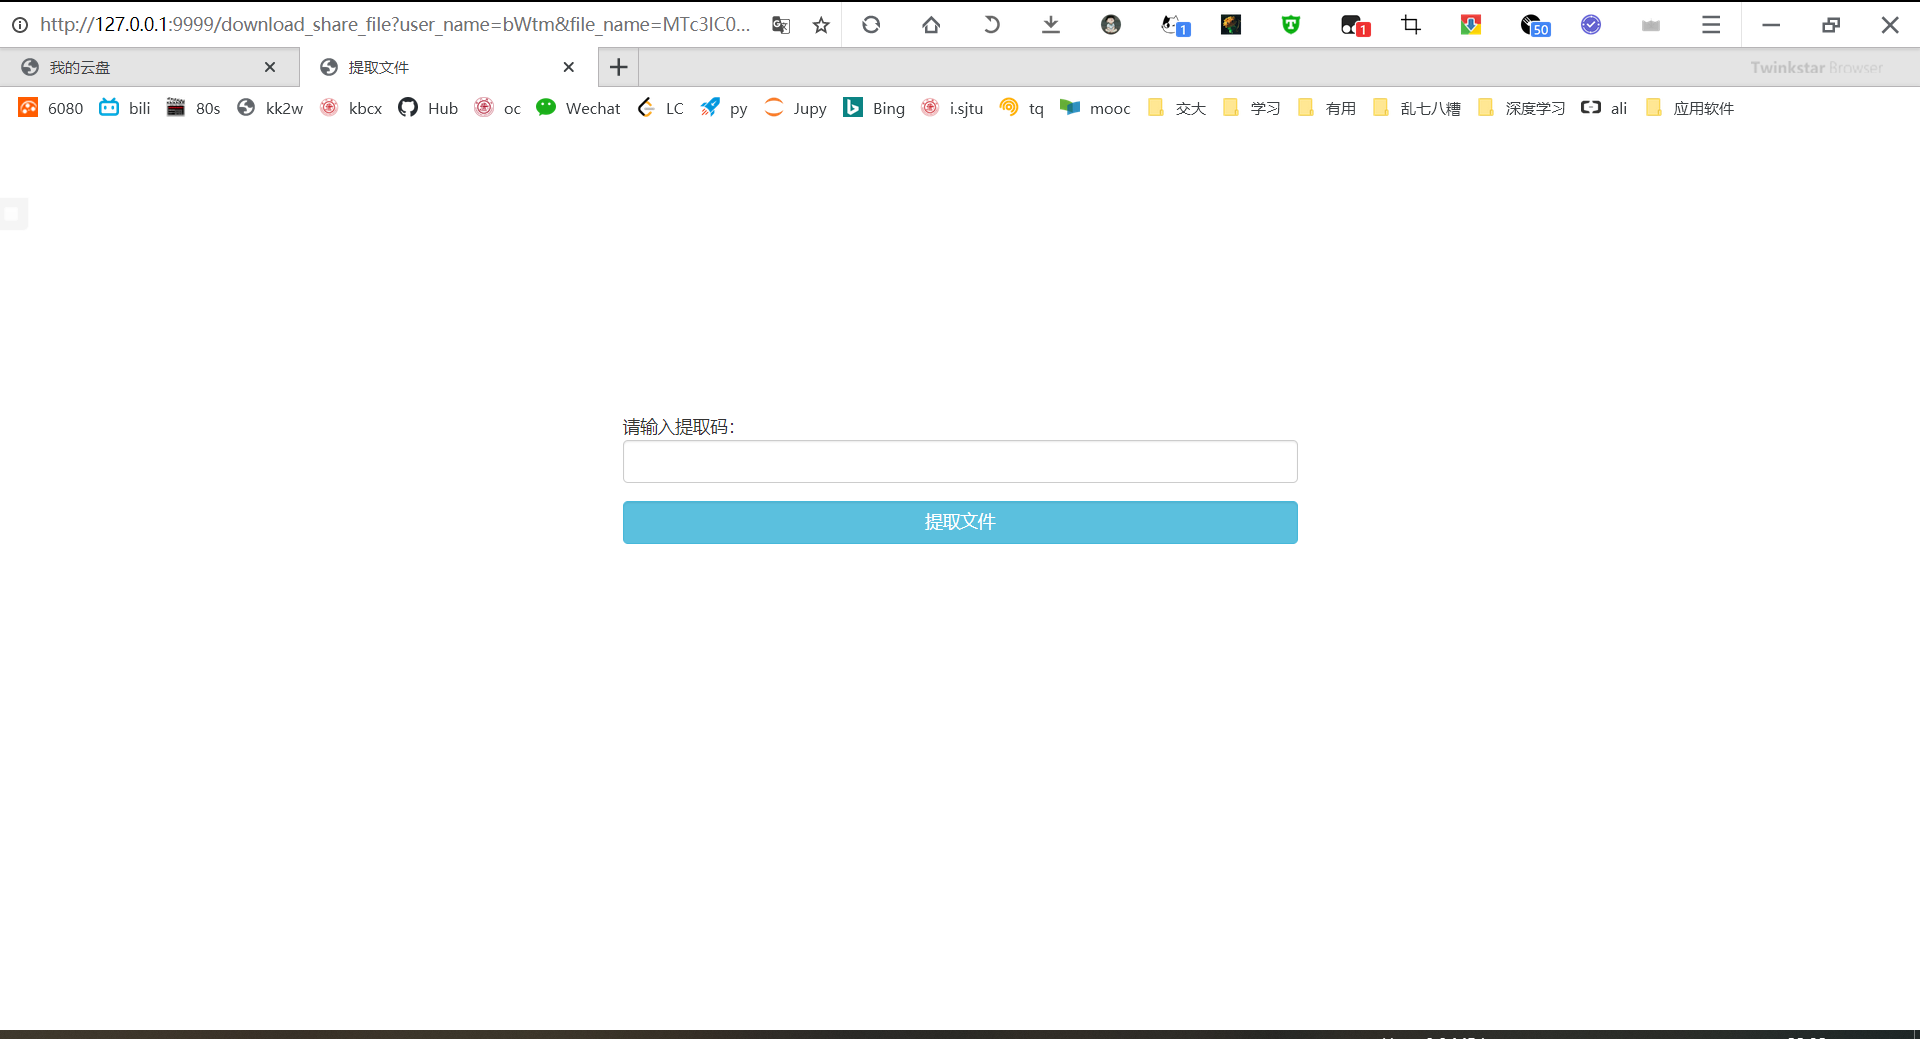 http://127.0.0.1:9999/download_share_file?user_name=bWtm&file_name=MTc3IC0... 1 1 50
我的云盘 提取文件 Twinkstar Browser
6080 bili 80s kk2w kbcx Hub oc Wechat LC py Jupy Bing i.sjtu tq mooc 交大 学习 有用 乱七八糟 深度学习 ali 应用软件
请输入提取码：
提取文件